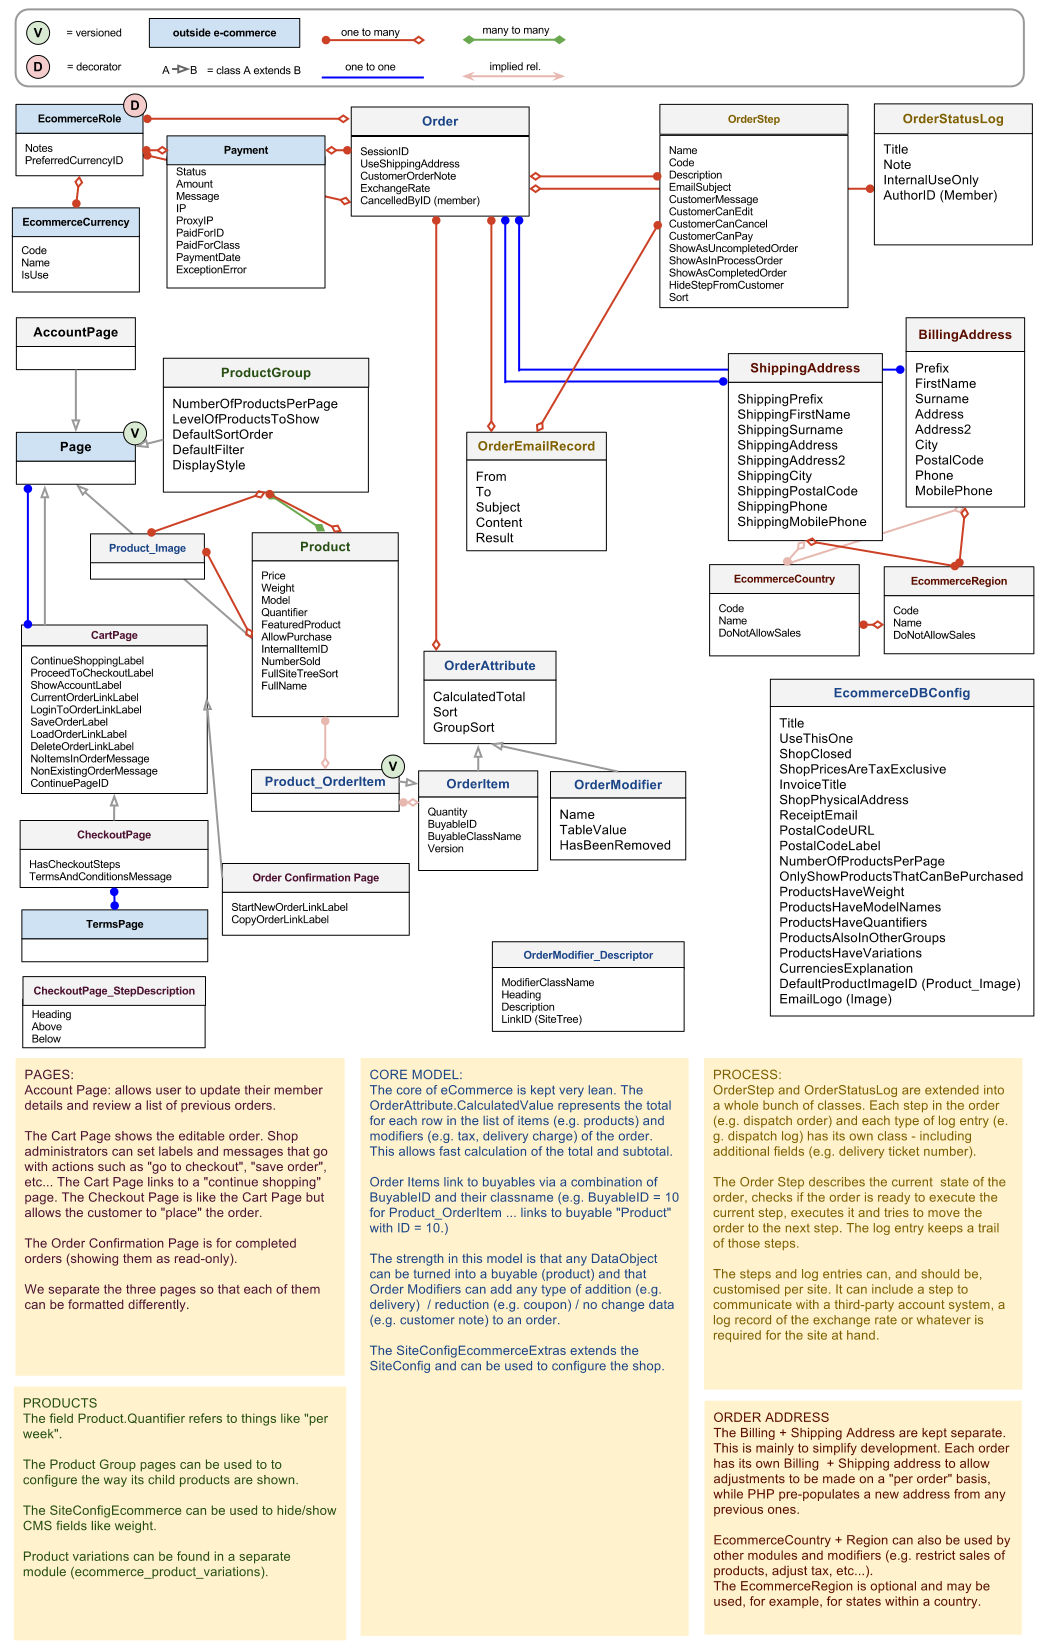 V
= versioned
outside e-commerce
one to many
many to many
D
= decorator
A
B
= class A extends B
one to one
implied rel.
D
EcommerceRole
Notes
PreferredCurrencyID
Payment
Status
Amount
Message
IP
ProxyIP
PaidForID
PaidForClass
PaymentDate
ExceptionError
EcommerceCurrency
Code
Name
IsUse
Order
SessionID
UseShippingAddress
CustomerOrderNote
ExchangeRate
CancelledByID (member)
OrderStep
Name
Code
Description
EmailSubject
CustomerMessage
CustomerCanEdit
CustomerCanCancel
CustomerCanPay
ShowAsUncompletedOrder
ShowAsInProcessOrder
ShowAsCompletedOrder
HideStepFromCustomer
Sort
OrderStatusLog
Title
Note
InternalUseOnly
AuthorID (Member)
AccountPage
ProductGroup
NumberOfProductsPerPage
LevelOfProductsToShow
DefaultSortOrder
DefaultFilter
DisplayStyle
V
Page
OrderEmailRecord
From
To
Subject
Content
Result
ShippingAddress
ShippingPrefix
ShippingFirstName
ShippingSurname
ShippingAddress
ShippingAddress2
ShippingCity
ShippingPostalCode
ShippingPhone
ShippingMobilePhone
BillingAddress
Prefix
FirstName
Surname
Address
Address2
City
PostalCode
Phone
MobilePhone
Product_Image
Product
Price
Weight
Model
Quantifier
FeaturedProduct
AllowPurchase
InternalItemID
NumberSold
FullSiteTreeSort
FullName
EcommerceCountry
Code
Name
DoNotAllowSales
EcommerceRegion
Code
Name
DoNotAllowSales
CartPage
ContinueShoppingLabel
ProceedToCheckoutLabel
ShowAccountLabel
CurrentOrderLinkLabel
LoginToOrderLinkLabel
SaveOrderLabel
LoadOrderLinkLabel
DeleteOrderLinkLabel
NoItemsInOrderMessage
NonExistingOrderMessage
ContinuePageID
OrderAttribute
CalculatedTotal
Sort
GroupSort
EcommerceDBConfig
Title
UseThisOne
ShopClosed
ShopPricesAreTaxExclusive
InvoiceTitle
ShopPhysicalAddress
ReceiptEmail
PostalCodeURL
PostalCodeLabel
NumberOfProductsPerPage
OnlyShowProductsThatCanBePurchased
ProductsHaveWeight
ProductsHaveModelNames
ProductsHaveQuantifiers
ProductsAlsoInOtherGroups
ProductsHaveVariations
CurrenciesExplanation
DefaultProductImageID (Product_Image)
EmailLogo (Image)
V
Product_OrderItem
OrderItem
Quantity
BuyableID
BuyableClassName
Version
OrderModifier
Name
TableValue
HasBeenRemoved
CheckoutPage
HasCheckoutSteps
TermsAndConditionsMessage
Order Confirmation Page
StartNewOrderLinkLabel
CopyOrderLinkLabel
TermsPage
OrderModifier_Descriptor
ModifierClassName
Heading
Description
LinkID (SiteTree)
CheckoutPage_StepDescription
Heading
Above
Below
PAGES:
Account Page: allows user to update their member
details and review a list of previous orders.
The Cart Page shows the editable order. Shop
administrators can set labels and messages that go
with actions such as "go to checkout", "save order",
etc... The Cart Page links to a "continue shopping"
page. The Checkout Page is like the Cart Page but
allows the customer to "place" the order.
The Order Confirmation Page is for completed
orders (showing them as read-only).
We separate the three pages so that each of them
can be formatted differently.
CORE MODEL:
The core of eCommerce is kept very lean. The
OrderAttribute.CalculatedValue represents the total
for each row in the list of items (e.g. products) and
modifiers (e.g. tax, delivery charge) of the order.
This allows fast calculation of the total and subtotal.
Order Items link to buyables via a combination of
BuyableID and their classname (e.g. BuyableID = 10
for Product_OrderItem ... links to buyable "Product"
with ID = 10.)
The strength in this model is that any DataObject
can be turned into a buyable (product) and that
Order Modifiers can add any type of addition (e.g.
delivery) / reduction (e.g. coupon) / no change data
(e.g. customer note) to an order.
The SiteConfigEcommerceExtras extends the
SiteConfig and can be used to configure the shop.
PROCESS:
OrderStep and OrderStatusLog are extended into
a whole bunch of classes. Each step in the order
(e.g. dispatch order) and each type of log entry (e.
g. dispatch log) has its own class - including
additional fields (e.g. delivery ticket number).
The Order Step describes the current state of the
order, checks if the order is ready to execute the
current step, executes it and tries to move the
order to the next step. The log entry keeps a trail
of those steps.
The steps and log entries can, and should be,
customised per site. It can include a step to
communicate with a third-party account system, a
log record of the exchange rate or whatever is
required for the site at hand.
PRODUCTS
The field Product.Quantifier refers to things like "per
week".
The Product Group pages can be used to to
configure the way its child products are shown.
The SiteConfigEcommerce can be used to hide/show
CMS fields like weight.
Product variations can be found in a separate
module (ecommerce_product_variations).
ORDER ADDRESS
The Billing + Shipping Address are kept separate.
This is mainly to simplify development. Each order
has its own Billing + Shipping address to allow
adjustments to be made on a "per order" basis,
while PHP pre-populates a new address from any
previous ones.
EcommerceCountry + Region can also be used by
other modules and modifiers (e.g. restrict sales of
products, adjust tax, etc...).
The EcommerceRegion is optional and may be
used, for example, for states within a country.